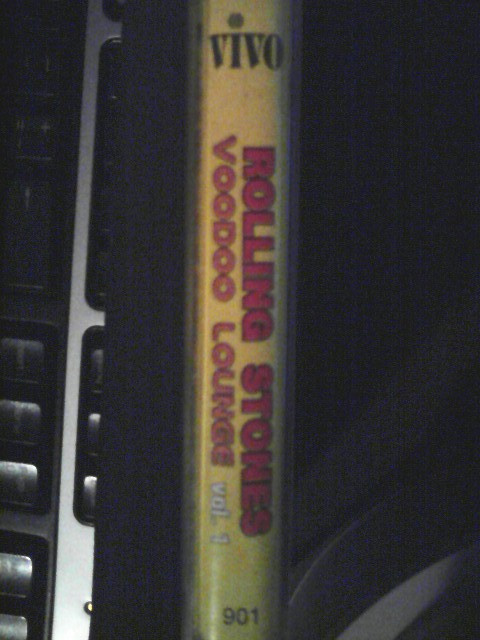 VIVO
ROLLING STONES
VOODOO LOUNGE vol. 1
901